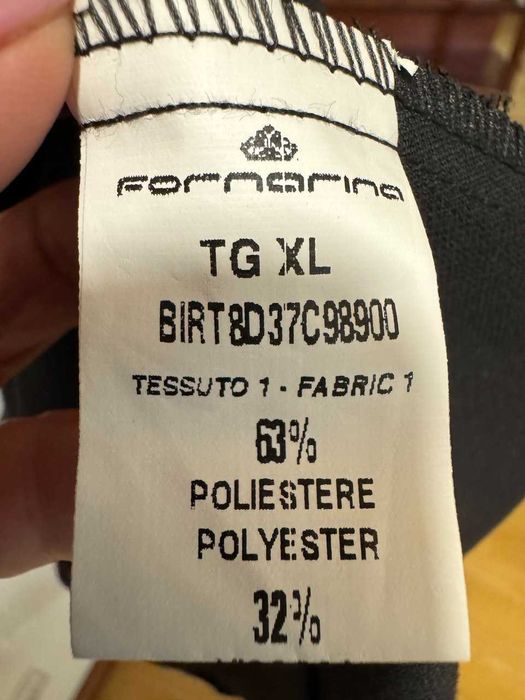 Fornarina
TG XL
BIRT8D37C98900
TESSUTO 1 - FABRIC 1
63%
POLIESTERE
POLYESTER
32%